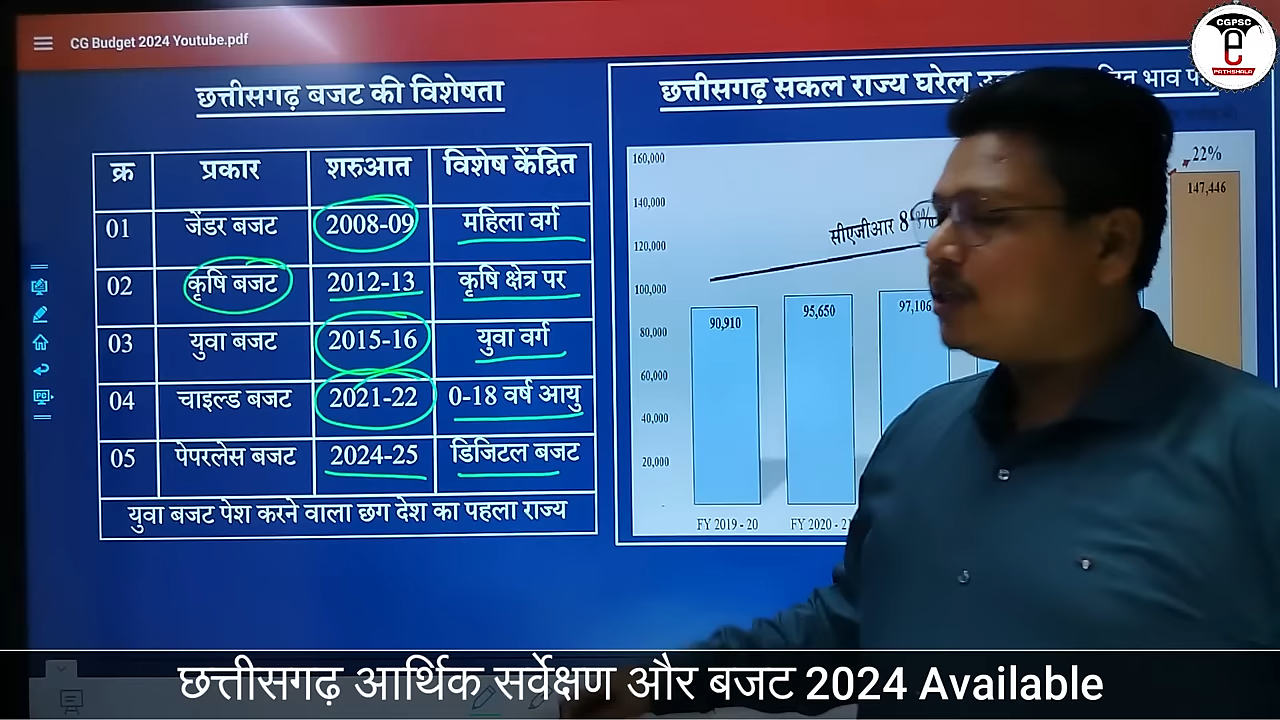 CG Budget 2024 Youtube.pdf
CGPSC
e
PATHSHALA
छत्तीसगढ़ बजट की विशेषता
क्र प्रकार शरुआत विशेष केंद्रित
01 जेंडर बजट 2008-09 महिला वर्ग
02 कृषि बजट 2012-13 कृषि क्षेत्र पर
03 युवा बजट 2015-16 युवा वर्ग
04 चाइल्ड बजट 2021-22 0-18 वर्ष आयु
05 पेपरलेस बजट 2024-25 डिजिटल बजट
युवा बजट पेश करने वाला छग देश का पहला राज्य
छत्तीसगढ़ सकल राज्य घरेल भाव
160,000
140,000
120,000
100,000
80,000
60,000
40,000
20,000
सीएजीआर 8
22%
90,910
95,650
97,106
147,446
FY 2019 - 20
FY 2020 - 2
छत्तीसगढ़ आर्थिक सर्वेक्षण और बजट 2024 Available